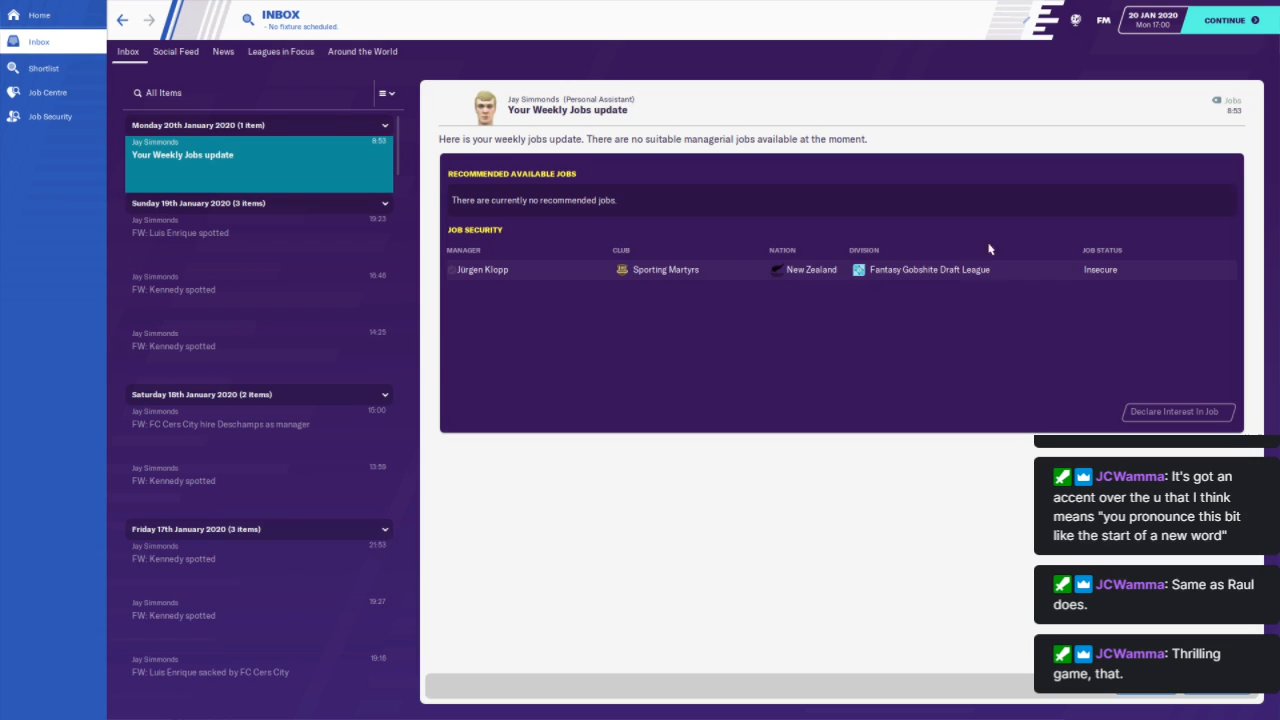 Home
Inbox
Shortlist
Job Centre
Job Security
INBOX
- No fixture scheduled.
FM
20 JAN 2020
Mon 17:00
CONTINUE
Inbox Social Feed News Leagues in Focus Around the World
All Items
Monday 20th January 2020 (1 item)
Jay Simmonds 8:53
Your Weekly Jobs update
Sunday 19th January 2020 (3 items)
Jay Simmonds 19:23
FW: Luis Enrique spotted
Jay Simmonds 16:46
FW: Kennedy spotted
Jay Simmonds 14:25
FW: Kennedy spotted
Saturday 18th January 2020 (2 items)
Jay Simmonds 15:00
FW: FC Cers City hire Deschamps as manager
Jay Simmonds 13:59
FW: Kennedy spotted
Friday 17th January 2020 (3 items)
Jay Simmonds 21:53
FW: Kennedy spotted
Jay Simmonds 19:27
FW: Kennedy spotted
Jay Simmonds 19:16
FW: Luis Enrique sacked by FC Cers City
Jay Simmonds (Personal Assistant)
Your Weekly Jobs update
Jobs
8:53
Here is your weekly jobs update. There are no suitable managerial jobs available at the moment.
RECOMMENDED AVAILABLE JOBS
There are currently no recommended jobs.
JOB SECURITY
MANAGER CLUB NATION DIVISION JOB STATUS
Jürgen Klopp Sporting Martyrs New Zealand Fantasy Gobshite Draft League Insecure
Declare Interest In Job
JCWamma: It's got an
accent over the u that I think
means "you pronounce this bit
like the start of a new word"
JCWamma: Same as Raul
does.
JCWamma: Thrilling
game, that.